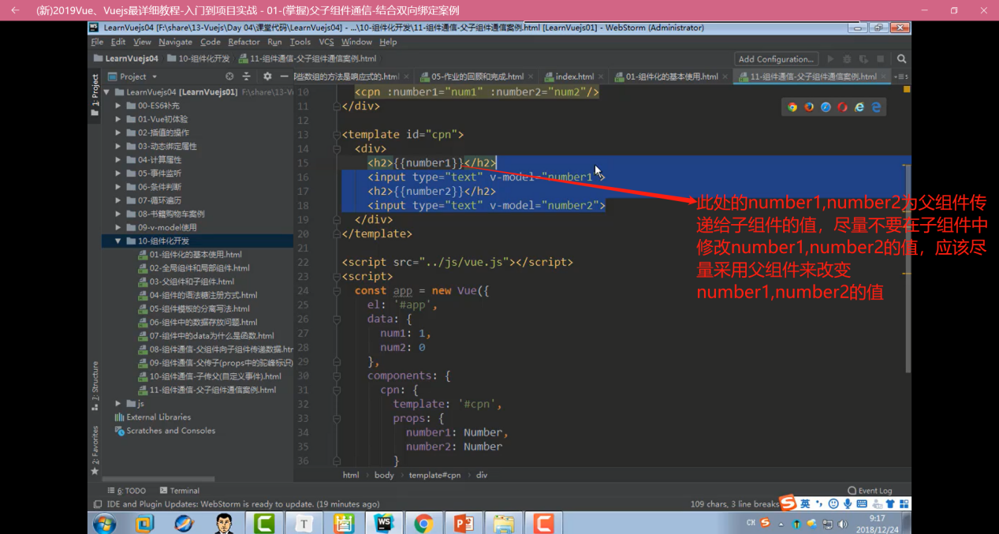 (新)2019Vue、Vuejs最详细教程-入门到项目实战 - 01-(掌握)父子组件通信-结合双向绑定案例
LearnVuejs04 [F:\share\13-Vuejs\Day 04\课堂代码\LearnVuejs04] - ...\10-组件化开发\11-组件通信-父子组件通信案例.html [LearnVuejs01] - WebStorm (Administrator)
File Edit View Navigate Code Refactor Run Tools VCS Window Help
LearnVuejs04 10-组件化开发 11-组件通信-父子组件通信案例.html
Add Configuration...
Project
那些数组的方法是响应式的.html 05-作业的回顾和完成.html index.html 01-组件化的基本使用.html 11-组件通信-父子组件通信案例.html
1: Project
LearnVuejs04 [LearnVuejs01] F:\share\13-V
00-ES6补充
01-Vue初体验
02-插值的操作
03-动态绑定属性
04-计算属性
05-事件监听
06-条件判断
07-循环遍历
08-书籍购物车案例
09-v-model使用
10-组件化开发
01-组件化的基本使用.html
02-全局组件和局部组件.html
03-父组件和子组件.html
04-组件的语法糖注册方式.html
05-组件模板的分离写法.html
06-组件中的数据存放问题.html
07-组件中的data为什么是函数.html
08-组件通信-父组件向子组件传递数据.htm
09-组件通信-父传子(props中的驼峰标识)
10-组件通信-子传父(自定义事件).html
11-组件通信-父子组件通信案例.html
js
External Libraries
Scratches and Consoles
7: Structure
2: Favorites
10 <cpn :number1="num1" :number2="num2"/>
11 </div>
12
13 <template id="cpn">
14 <div>
15 <h2>{{number1}}</h2>
16 <input type="text" v-model="number1">
17 <h2>{{number2}}</h2>
18 <input type="text" v-model="number2">
19 </div>
20 </template>
21
22 <script src="../js/vue.js"></script>
23 <script>
24 const app = new Vue({
25 el: '#app',
26 data: {
27 num1: 1,
28 num2: 0
29 },
30 components: {
31 cpn: {
32 template: '#cpn',
33 props: {
34 number1: Number,
35 number2: Number
36 }
此处的number1,number2为父组件传
递给子组件的值，尽量不要在子组件中
修改number1,number2的值，应该尽
量采用父组件来改变
number1,number2的值
html body template#cpn div
6: TODO Terminal Event Log
IDE and Plugin Updates: WebStorm is ready to update. (19 minutes ago) 109 chars, 3 line breaks
英
CH
9:17
2018/12/24